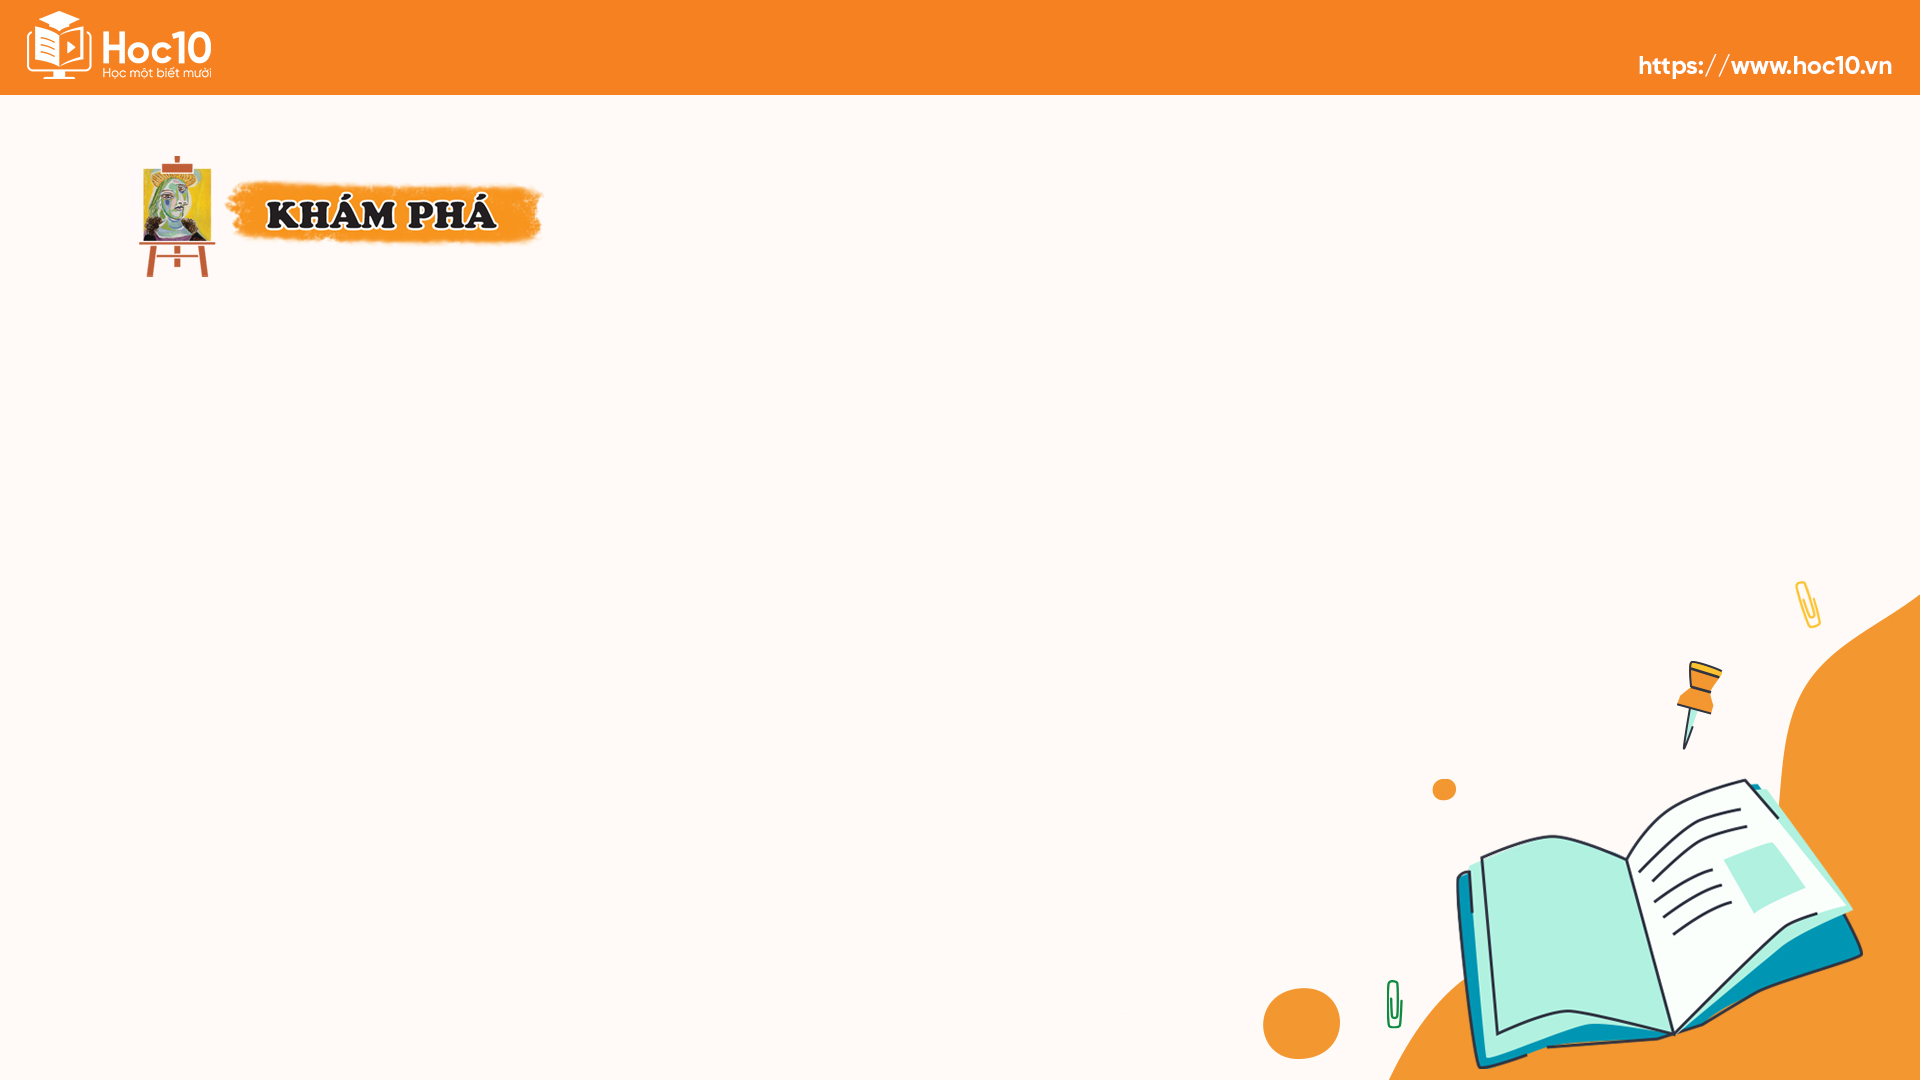 Hoc10
Học một biết mười
https://www.hoc10.vn
KHÁM PHÁ